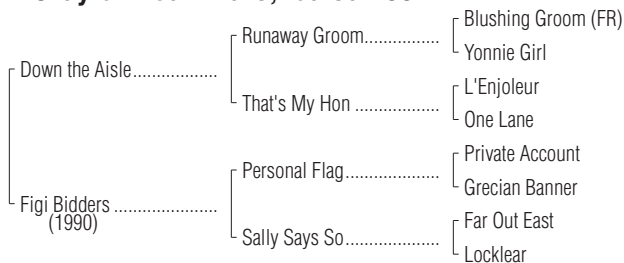 Blushing Groom (FR)
Runaway Groom..................
Yonnie Girl
Down the Aisle.................
L'Enjoleur
That's My Hon .................
One Lane
Private Account
Personal Flag...................
Grecian Banner
Figi Bidders .....................
(1990)
Far Out East
Sally Says So...................
Locklear